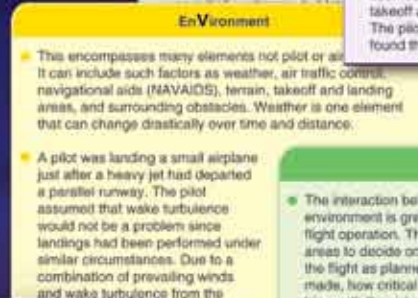 takeoff a
The pilo
found th
EnVironment
This encompasses many elements not pilot or air
It can include such factors as weather, air traffic control,
navigational aids (NAVAIDS), terrain, takeoff and landing
areas, and surrounding obstacles. Weather is one element
that can change drastically over time and distance.
A pilot was landing a small airplane
just after a heavy jet had departed
a parallel runway. The pilot
assumed that wake turbulence
would not be a problem since
landings had been performed under
similar circumstances. Due to a
combination of prevailing winds
and wake turbulence from the
The interaction be
environment is gre
flight operation. Th
areas to decide on
the flight as planne
made, how critical